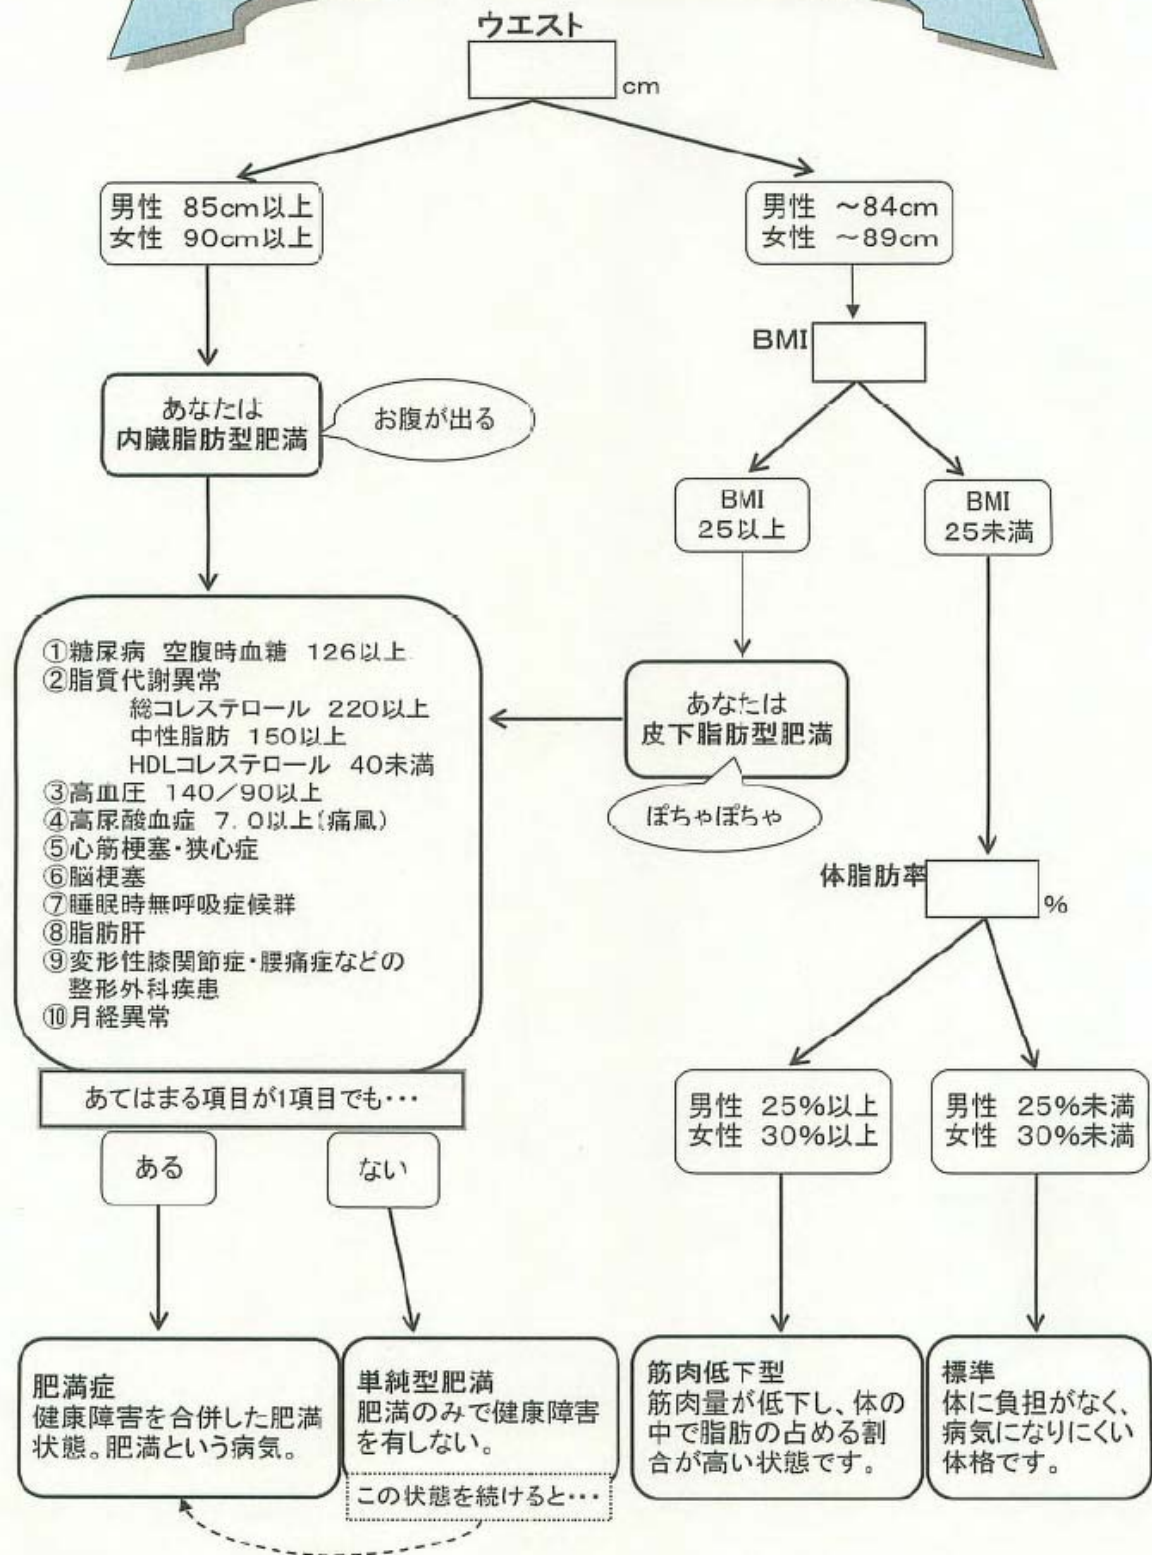 ウエスト
cm
男性 85cm以上
女性 90cm以上
男性 ～84cm
女性 ～89cm
BMI
あなたは
内臓脂肪型肥満
お腹が出る
BMI
25以上
BMI
25未満
①糖尿病 空腹時血糖 126以上
②脂質代謝異常
総コレステロール 220以上
中性脂肪 150以上
HDLコレステロール 40未満
③高血圧 140／90以上
④高尿酸血症 7.0以上(痛風)
⑤心筋梗塞・狭心症
⑥脳梗塞
⑦睡眠時無呼吸症候群
⑧脂肪肝
⑨変形性膝関節症・腰痛症などの
整形外科疾患
⑩月経異常
あなたは
皮下脂肪型肥満
ぽちゃぽちゃ
体脂肪率
%
あてはまる項目が1項目でも・・・
ある
ない
男性 25%以上
女性 30%以上
男性 25%未満
女性 30%未満
肥満症
健康障害を合併した肥満
状態。肥満という病気。
単純型肥満
肥満のみで健康障害
を有しない。
この状態を続けると・・・
筋肉低下型
筋肉量が低下し、体の
中で脂肪の占める割
合が高い状態です。
標準
体に負担がなく、
病気になりにくい
体格です。